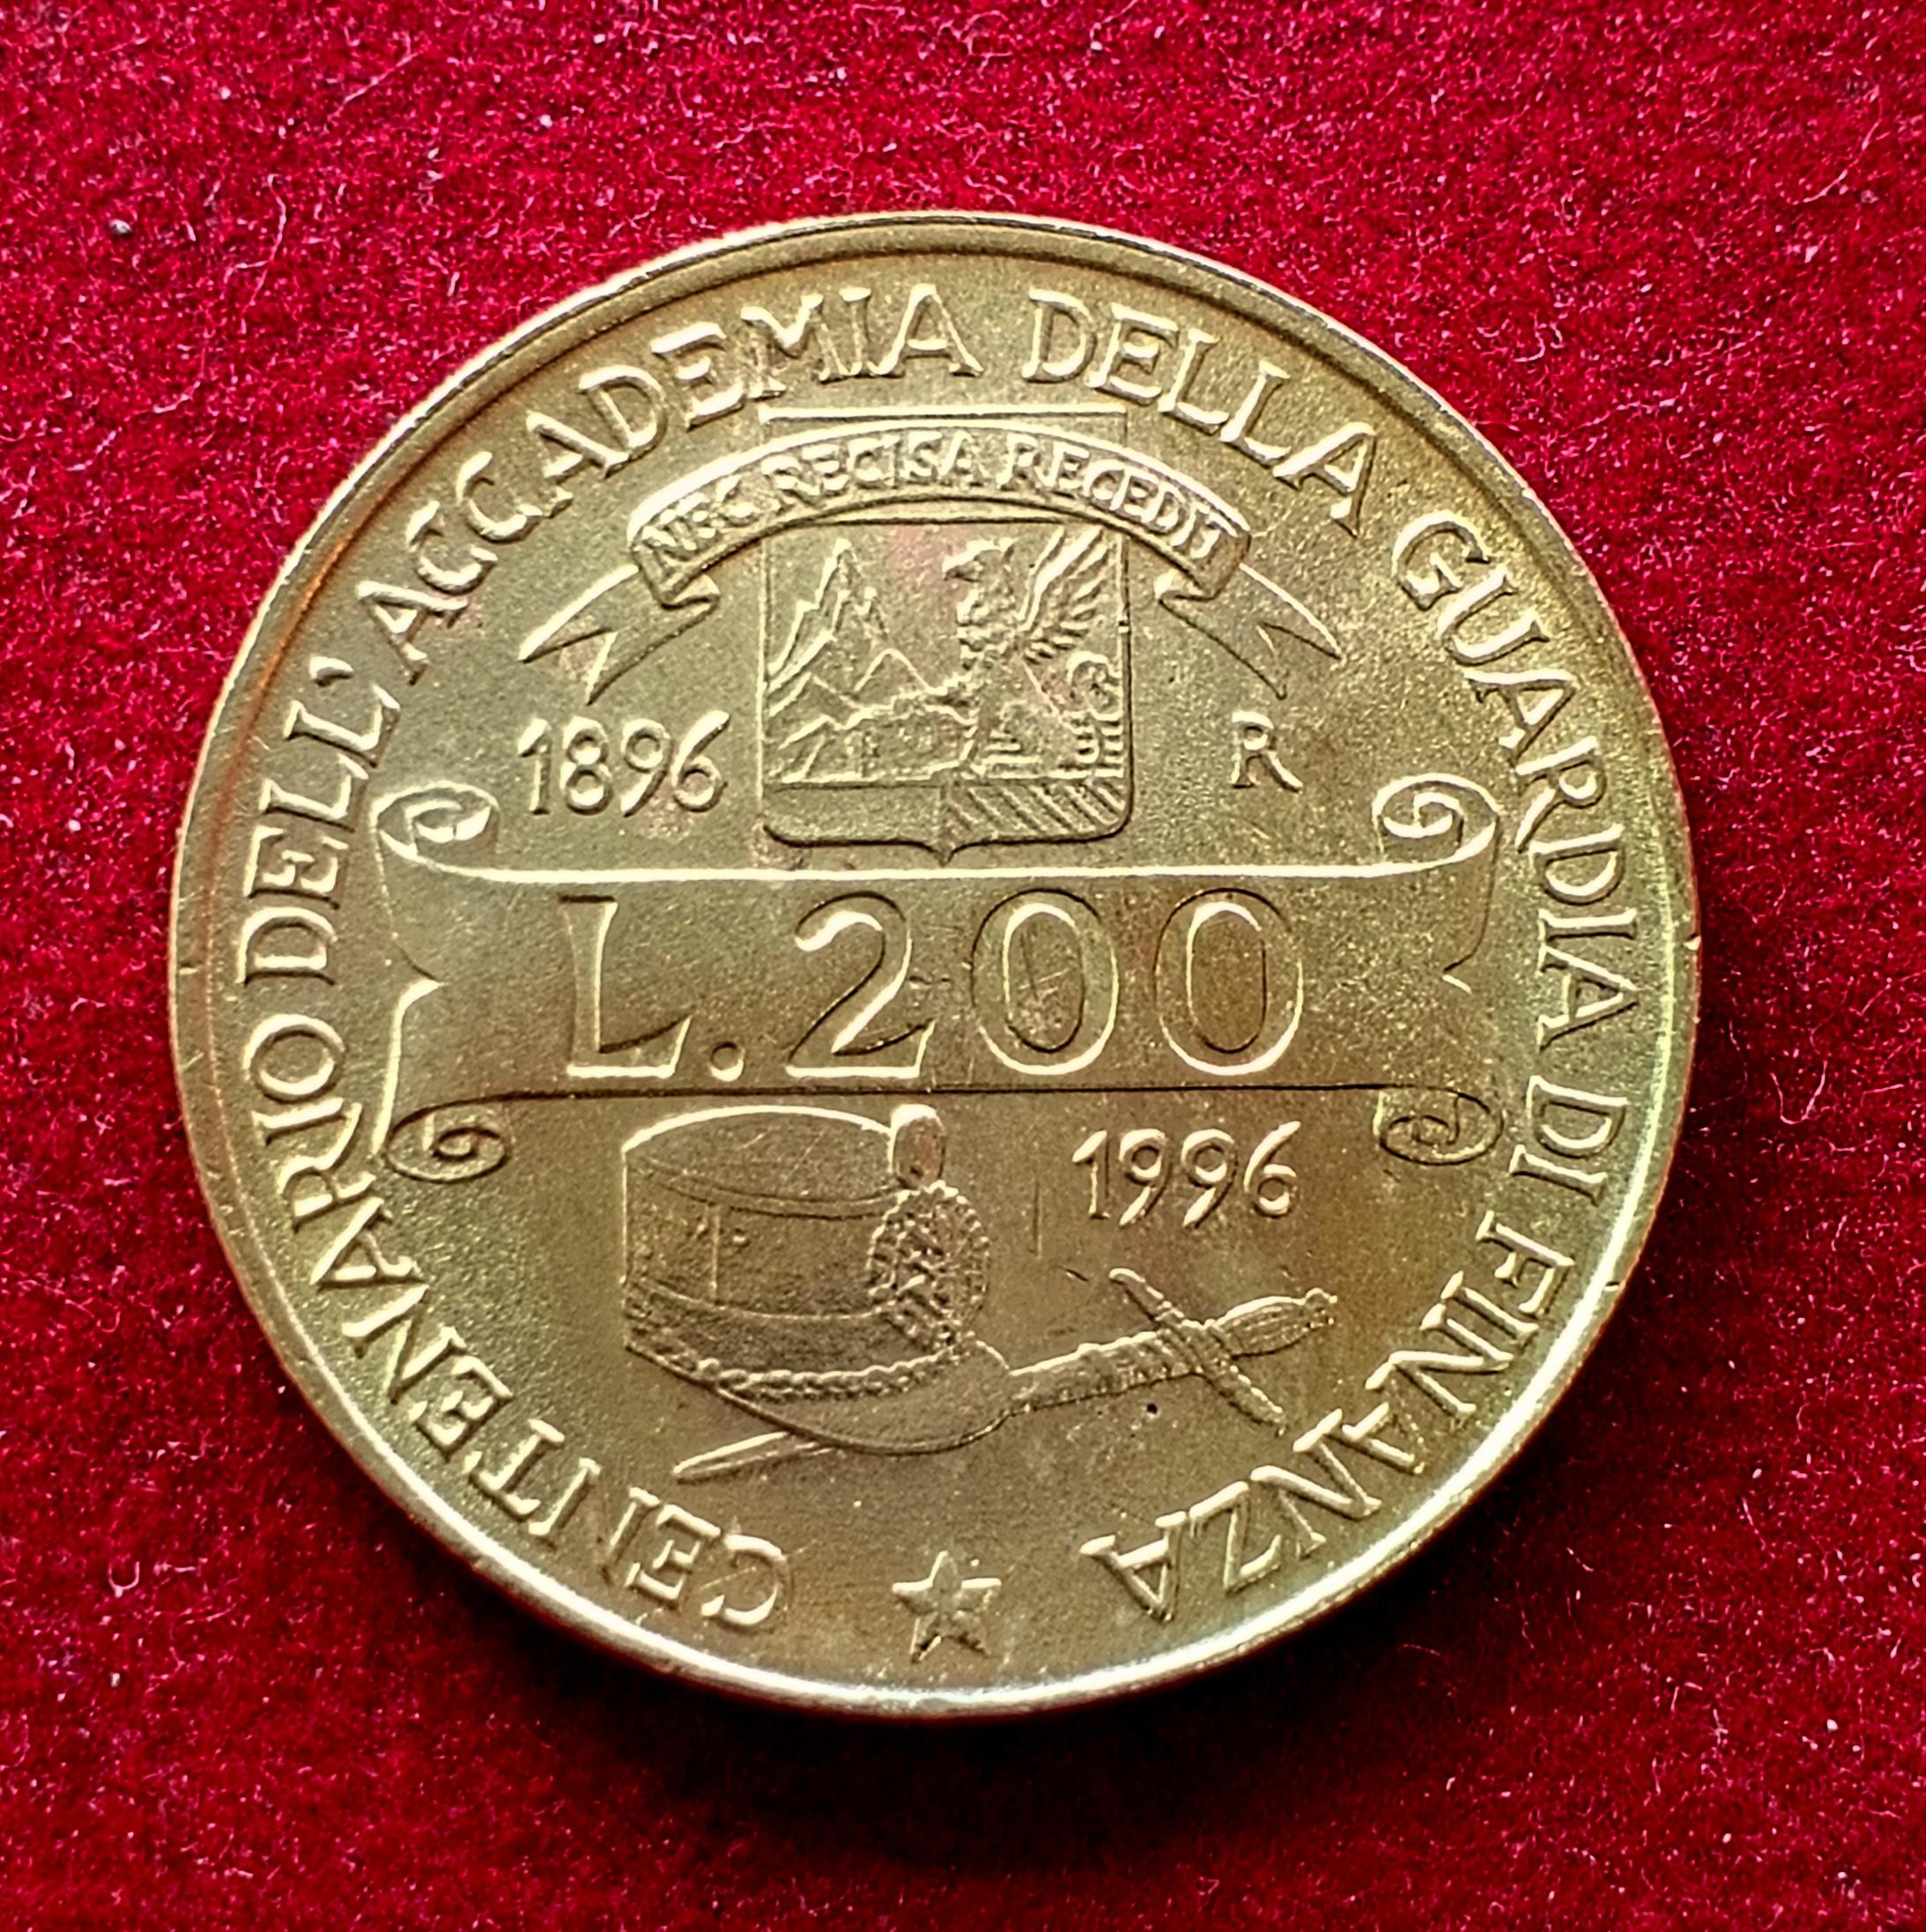 CENTENARIO DELL'ACCADEMIA DELLA GUARDIA DI FINANZA
NEC RECISA RECEDIT
1896
R
L.200
1996